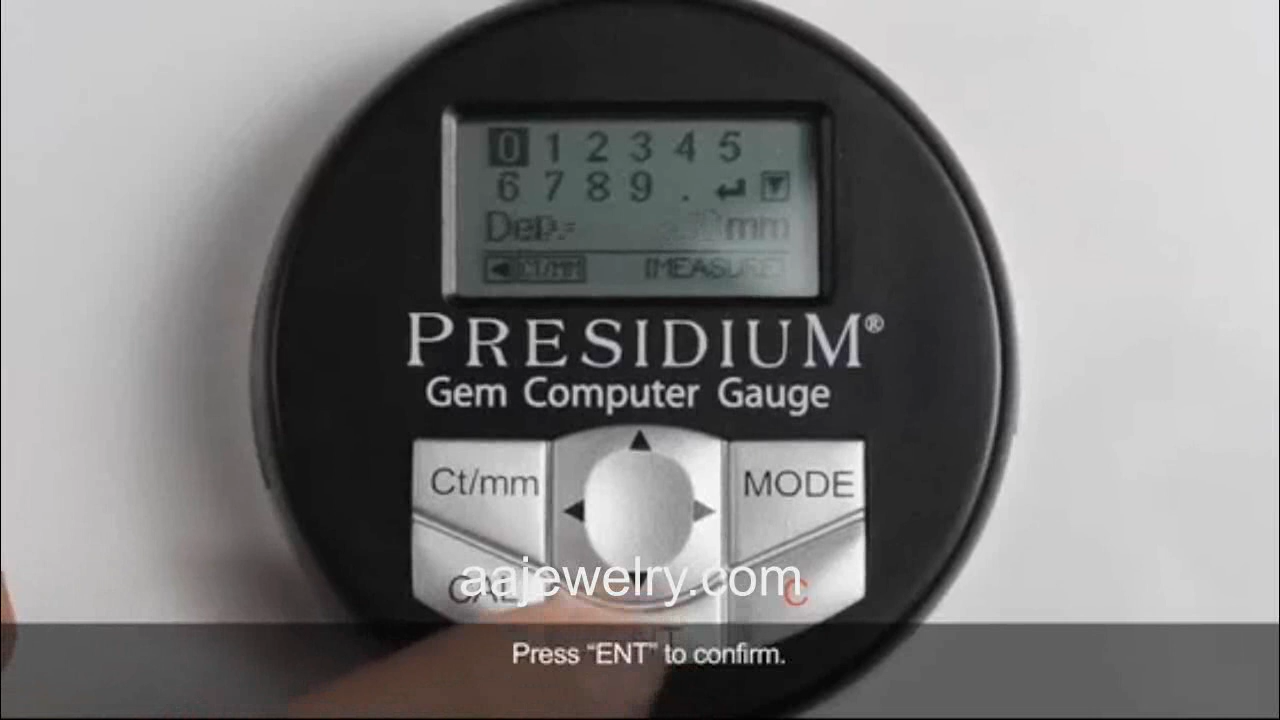 0 1 2 3 4 5
6 7 8 9 .
Dep.= mm
CT/MM [MEASURE]
PRESIDIUM®
Gem Computer Gauge
Ct/mm MODE
CAL C
aajewelry.com
Press “ENT” to confirm.